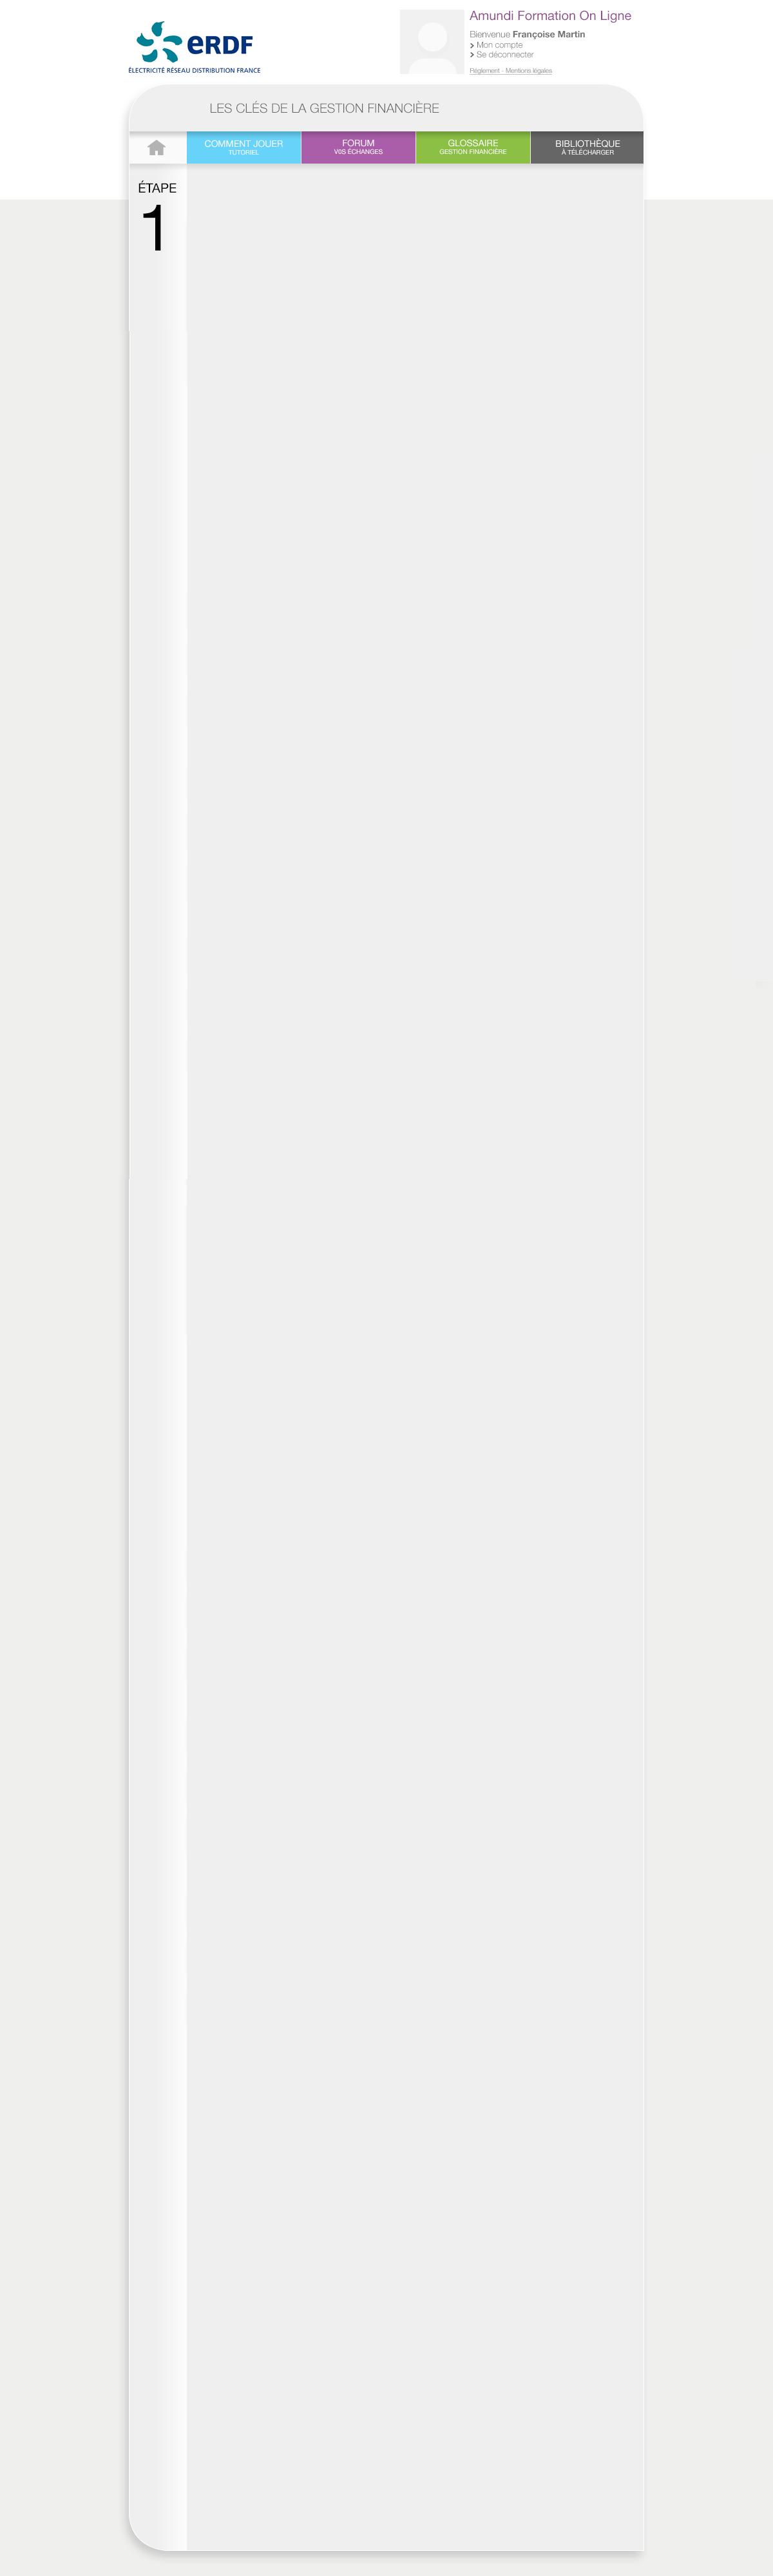 eRDF
ÉLECTRICITÉ RÉSEAU DISTRIBUTION FRANCE
Amundi Formation On Ligne
Bienvenue Françoise Martin
Mon compte
Se déconnecter
Réglement - Mentions légales
LES CLÉS DE LA GESTION FINANCIÈRE
COMMENT JOUER
TUTORIEL
FORUM
VOS ÉCHANGES
GLOSSAIRE
GESTION FINANCIÈRE
BIBLIOTHÈQUE
À TÉLÉCHARGER
ÉTAPE
1